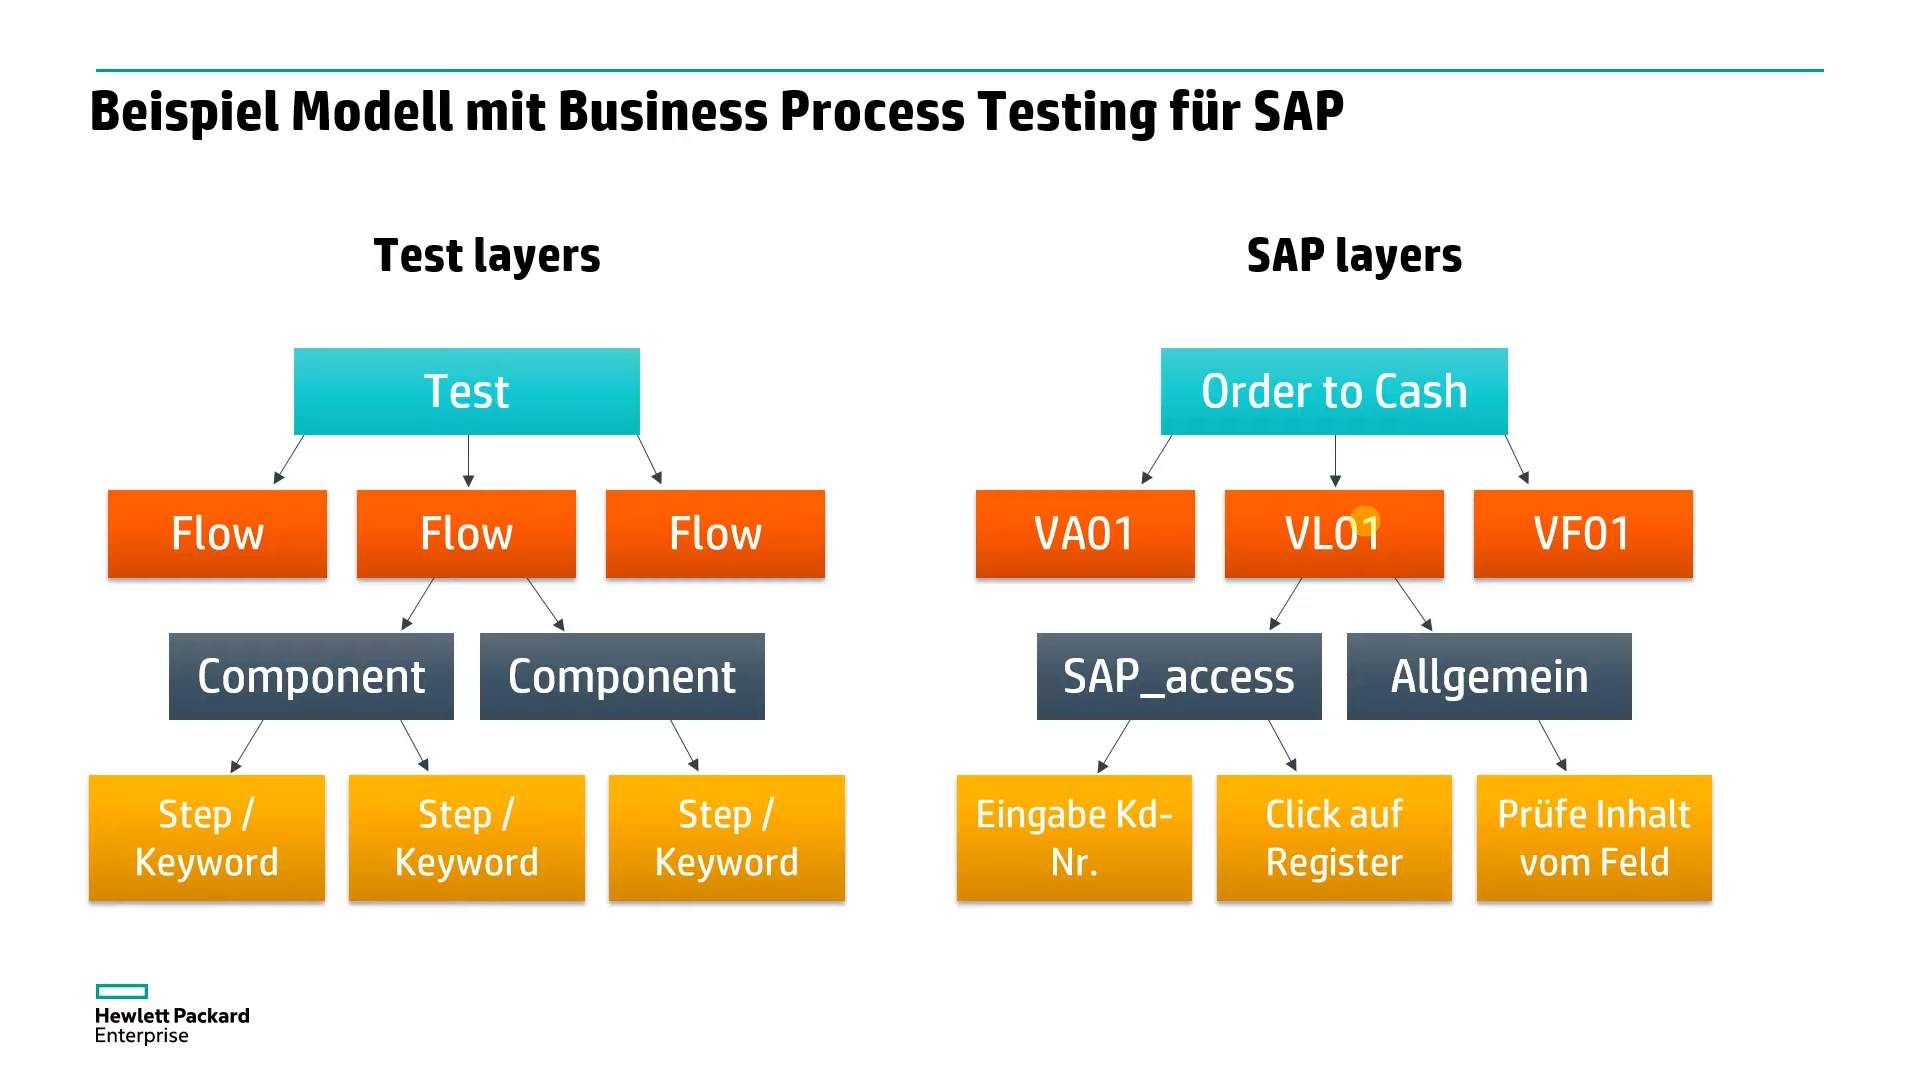 Beispiel Modell mit Business Process Testing für SAP
Test layers
SAP layers
Test
Order to Cash
Flow
Flow
Flow
VA01
VL01
VF01
Component
Component
SAP_access
Allgemein
Step /
Keyword
Step /
Keyword
Step /
Keyword
Eingabe Kd-
Nr.
Click auf
Register
Prüfe Inhalt
vom Feld
Hewlett Packard
Enterprise